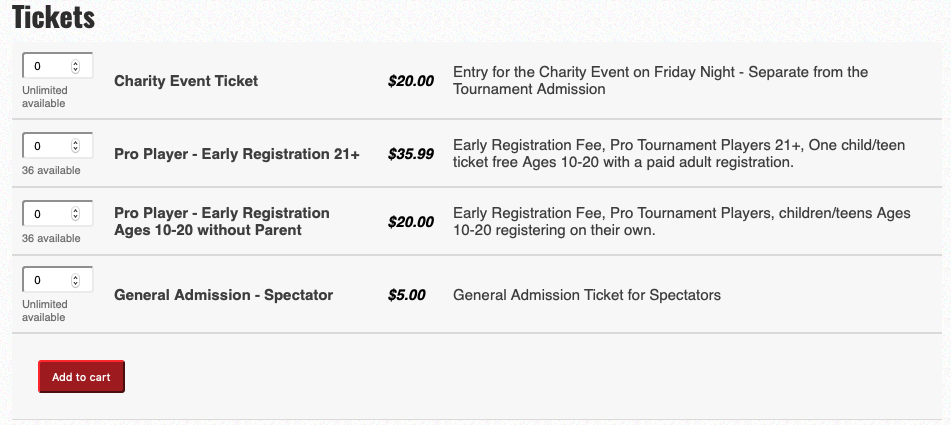 Tickets
0
Unlimited
available
Charity Event Ticket
$20.00
Entry for the Charity Event on Friday Night - Separate from the
Tournament Admission
0
36 available
Pro Player - Early Registration 21+
$35.99
Early Registration Fee, Pro Tournament Players 21+, One child/teen
ticket free Ages 10-20 with a paid adult registration.
0
36 available
Pro Player - Early Registration
Ages 10-20 without Parent
$20.00
Early Registration Fee, Pro Tournament Players, children/teens Ages
10-20 registering on their own.
0
Unlimited
available
General Admission - Spectator
$5.00
General Admission Ticket for Spectators
Add to cart